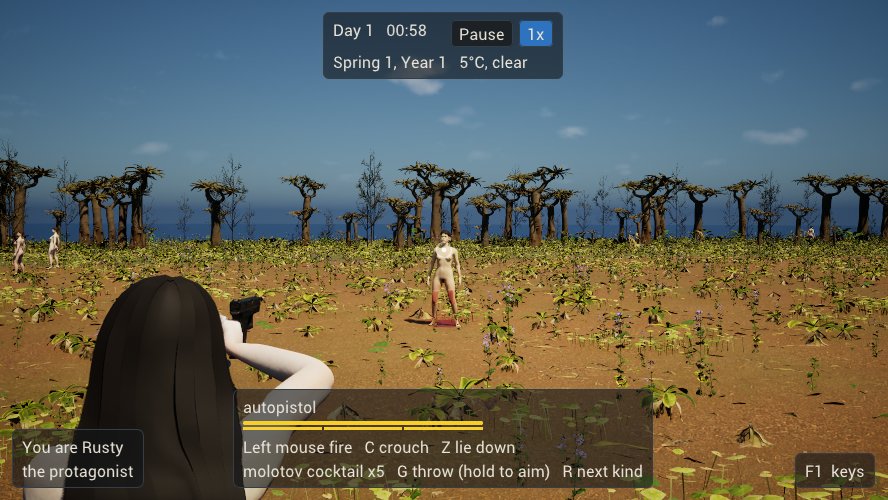 Day 1 00:58 Pause 1x
Spring 1, Year 1 5°C, clear
autopistol
Left mouse fire C crouch Z lie down
molotov cocktail x5 G throw (hold to aim) R next kind
You are Rusty
the protagonist
F1 keys